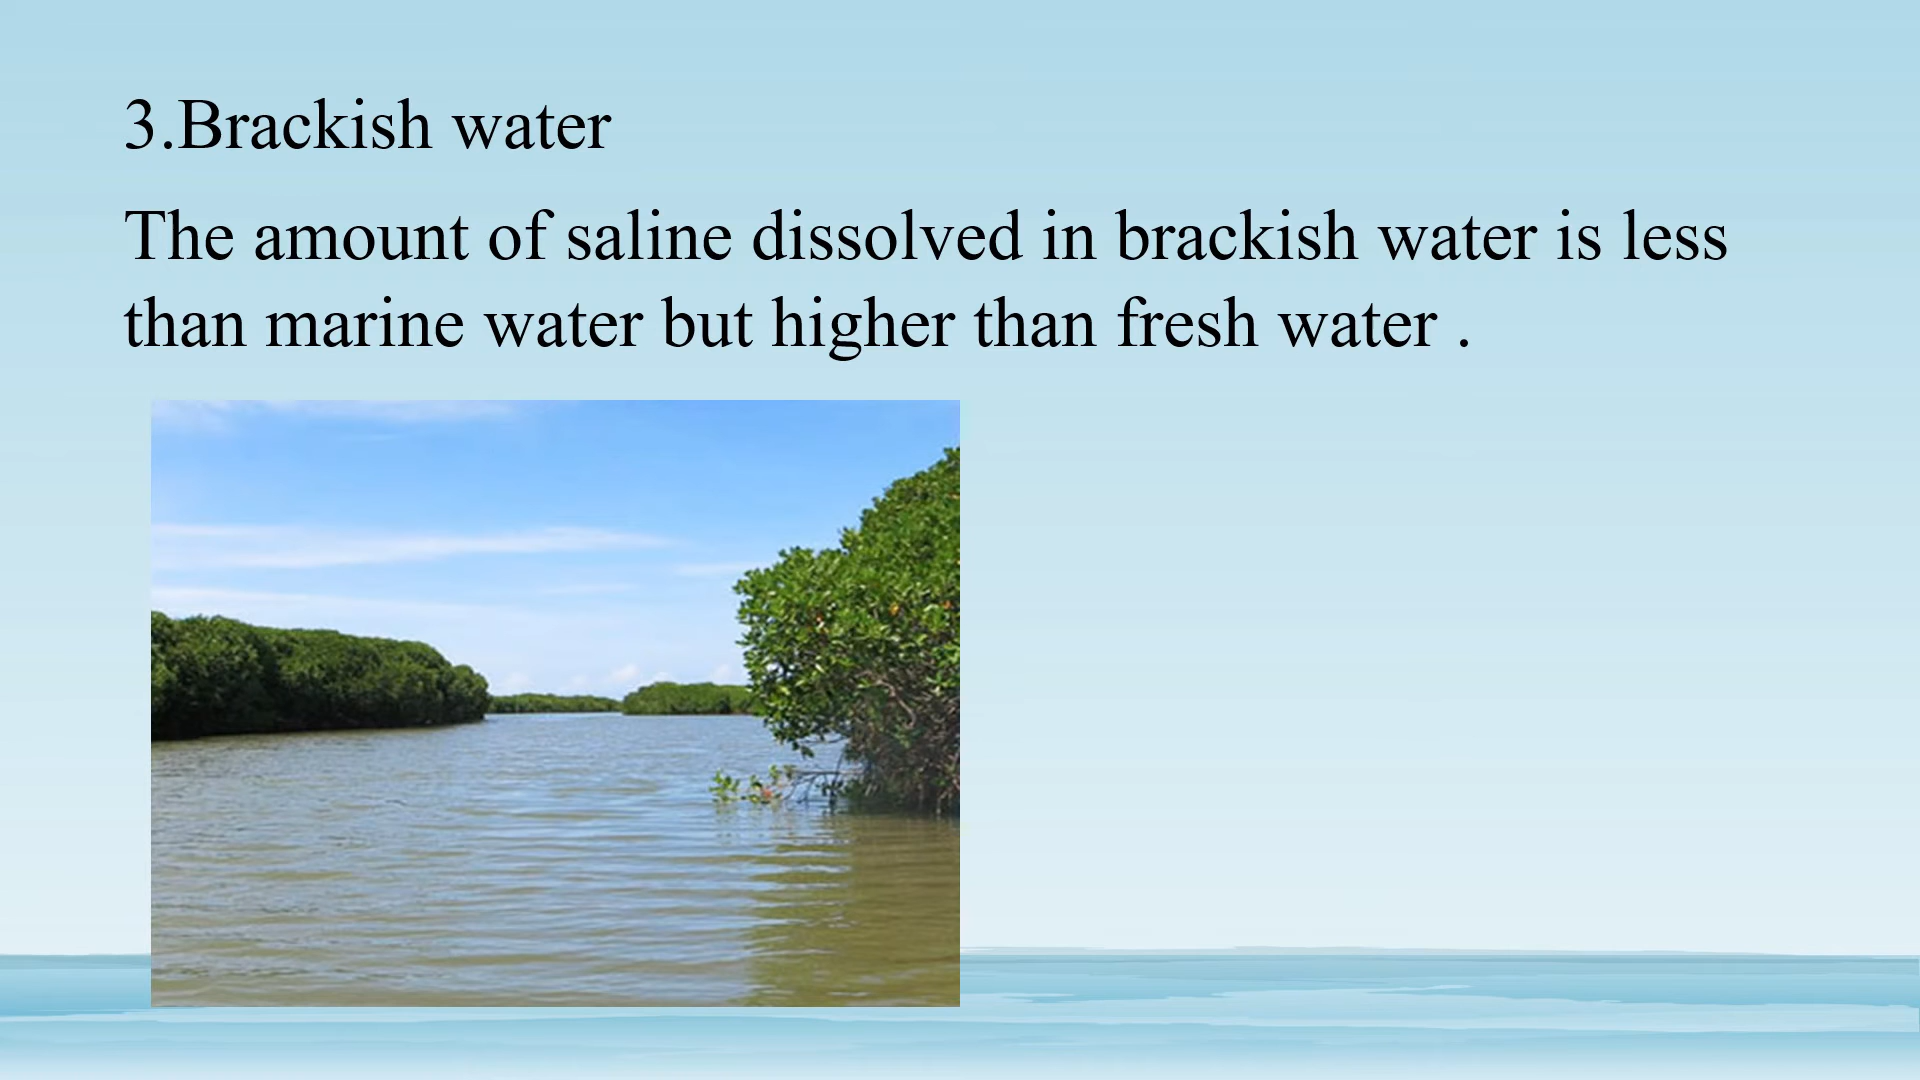 3.Brackish water
The amount of saline dissolved in brackish water is less
than marine water but higher than fresh water .